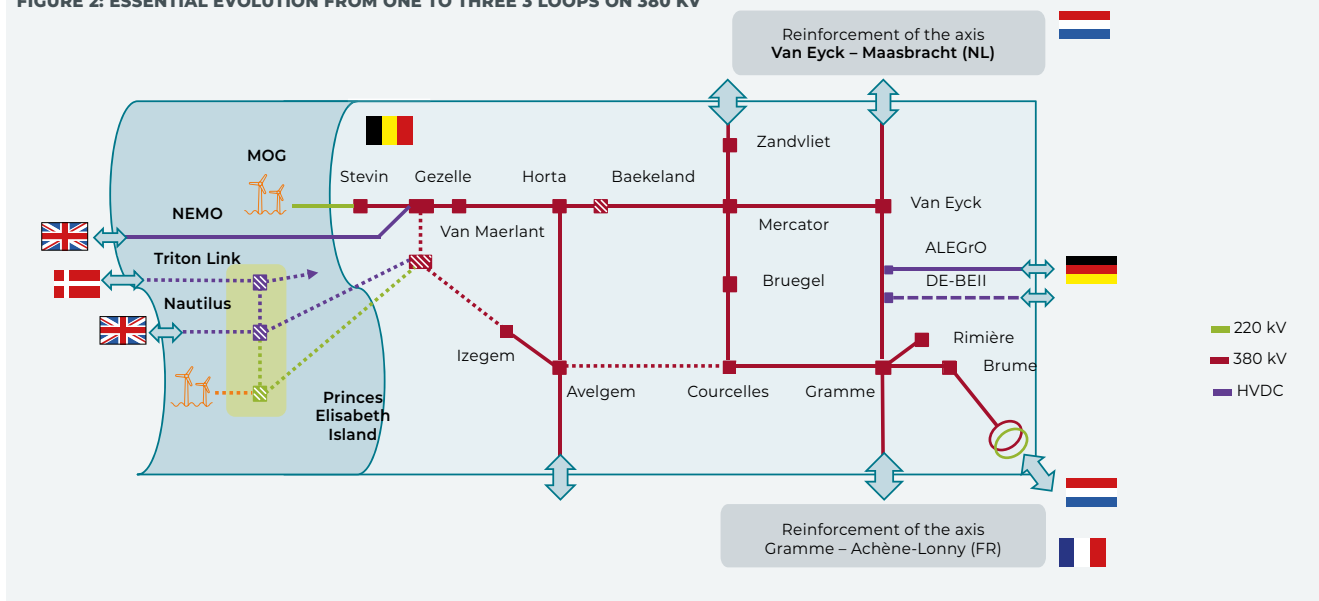 FIGURE 2: ESSENTIAL EVOLUTION FROM ONE TO THREE 3 LOOPS ON 380 KV
Reinforcement of the axis
Van Eyck – Maasbracht (NL)
Zandvliet
MOG
Stevin
Gezelle
Horta
Baekeland
Van Eyck
NEMO
Van Maerlant
Mercator
ALEGrO
Triton Link
DE-BEII
Bruegel
Nautilus
220 kV
Rimière
Izegem
380 kV
Brume
Avelgem
Courcelles
Gramme
HVDC
Princes
Elisabeth
Island
Reinforcement of the axis
Gramme – Achène-Lonny (FR)